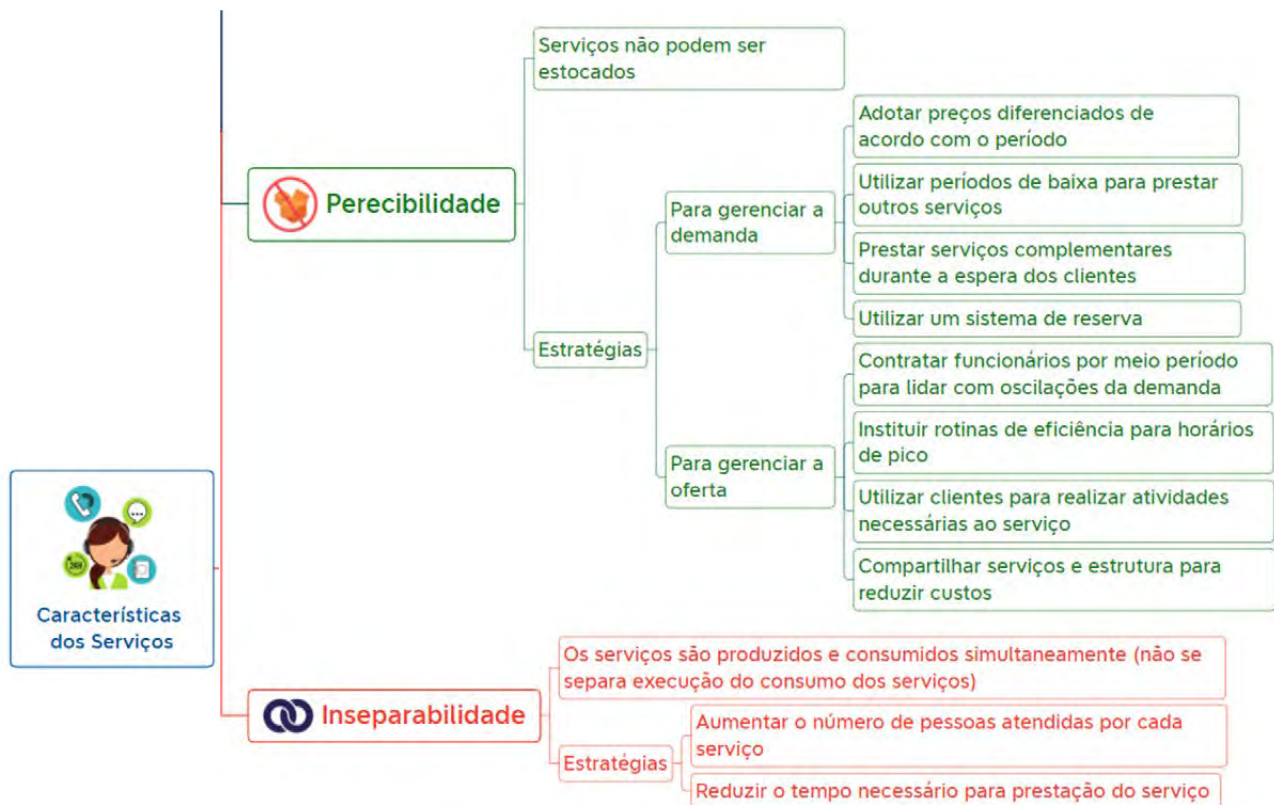 Serviços não podem ser
estocados
Perecibilidade
Adotar preços diferenciados de
acordo com o período
Utilizar períodos de baixa para prestar
outros serviços
Para gerenciar a
demanda
Prestar serviços complementares
durante a espera dos clientes
Utilizar um sistema de reserva
Estratégias
Contratar funcionários por meio período
para lidar com oscilações da demanda
Instituir rotinas de eficiência para horários
de pico
Para gerenciar a
oferta
Utilizar clientes para realizar atividades
necessárias ao serviço
Compartilhar serviços e estrutura para
reduzir custos
Características
dos Serviços
Os serviços são produzidos e consumidos simultaneamente (não se
separa execução do consumo dos serviços)
Inseparabilidade
Aumentar o número de pessoas atendidas por cada
serviço
Estratégias
Reduzir o tempo necessário para prestação do serviço